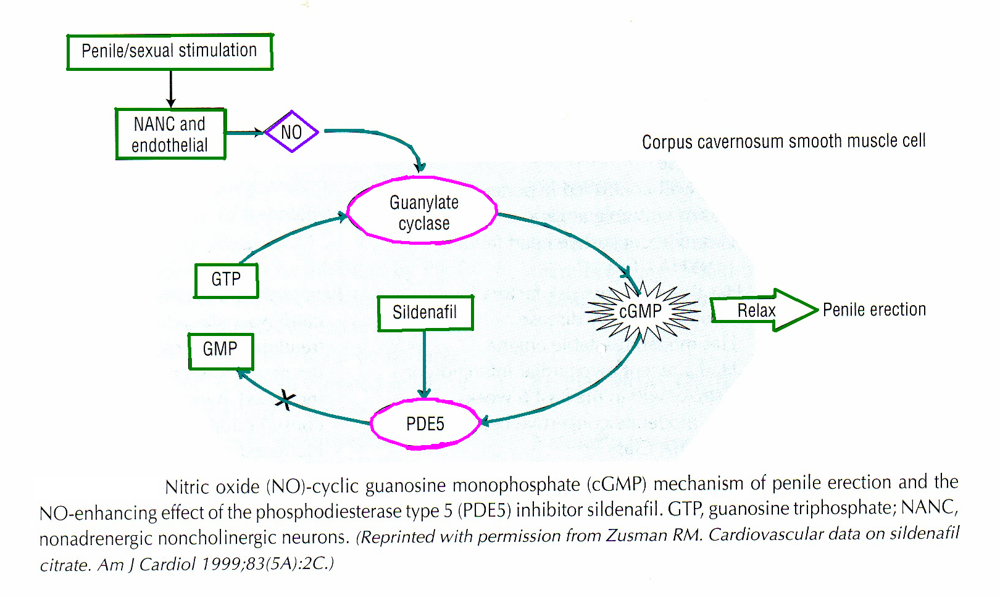 Penile/sexual stimulation
NANC and
endothelial
NO
Corpus cavernosum smooth muscle cell
Guanylate
cyclase
GTP
Sildenafil
cGMP
Relax
Penile erection
GMP
X
PDE5
Nitric oxide (NO)-cyclic guanosine monophosphate (cGMP) mechanism of penile erection and the
NO-enhancing effect of the phosphodiesterase type 5 (PDE5) inhibitor sildenafil. GTP, guanosine triphosphate; NANC,
nonadrenergic noncholinergic neurons. (Reprinted with permission from Zusman RM. Cardiovascular data on sildenafil
citrate. Am J Cardiol 1999;83(5A):2C.)